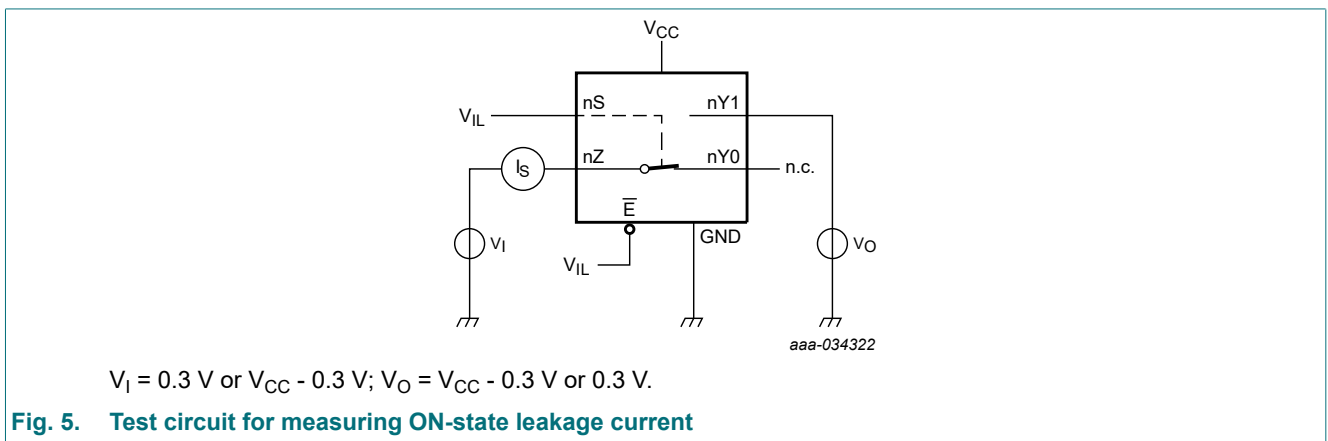 VCC
nS
nY1
VIL
nZ
nY0
IS
n.c.
E
GND
VI
VO
VIL
aaa-034322
VI = 0.3 V or VCC - 0.3 V; VO = VCC - 0.3 V or 0.3 V.
Fig. 5. Test circuit for measuring ON-state leakage current